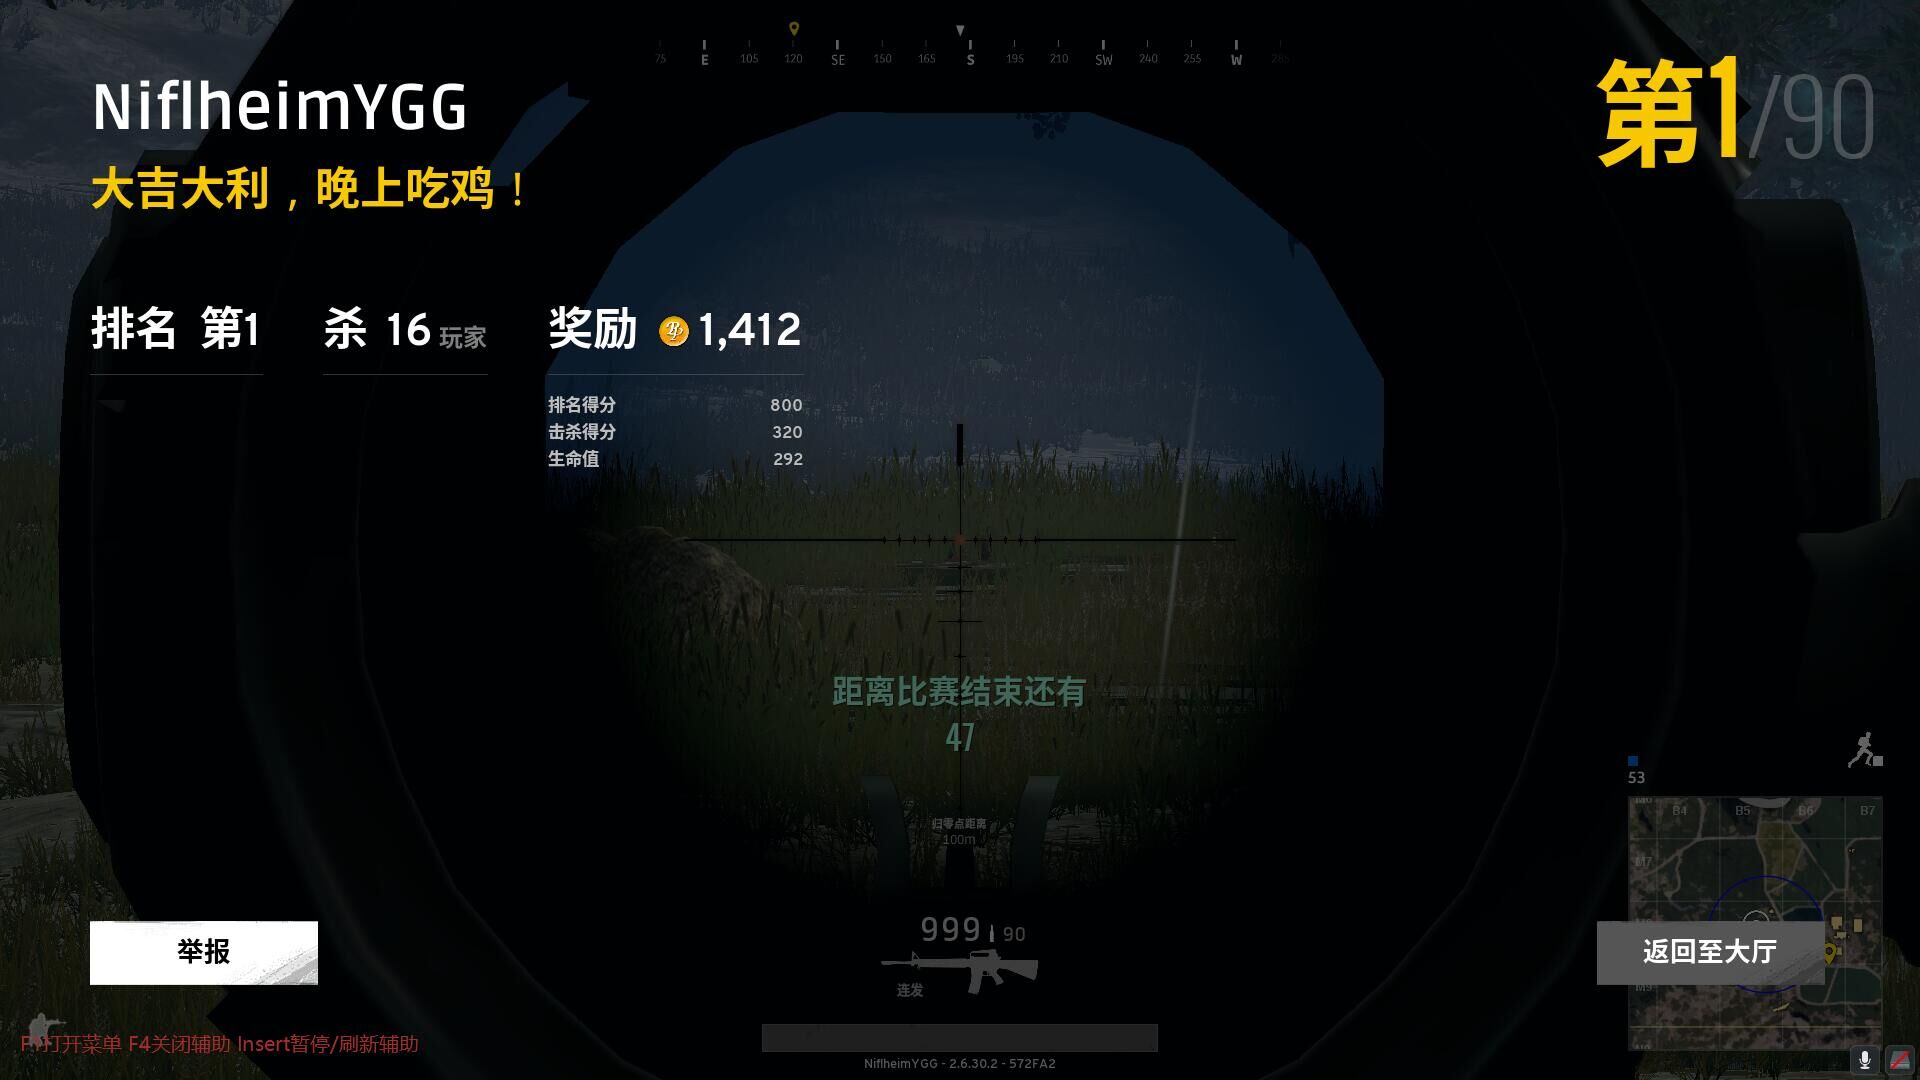 75 E 105 120 SE 150 165 S 195 210 SW 240 255 W 285
NiflheimYGG
第1/90
大吉大利，晚上吃鸡！
排名 第1 杀 16 玩家 奖励 1,412
排名得分 800
击杀得分 320
生命值 292
距离比赛结束还有
47
53
归零点距离
100m
B4 B5 B6 B7
M7
999 90
连发
举报
返回至大厅
M9
F1打开菜单 F4关闭辅助 Insert暂停/刷新辅助
NiflheimYGG - 2.6.30.2 - 572FA2